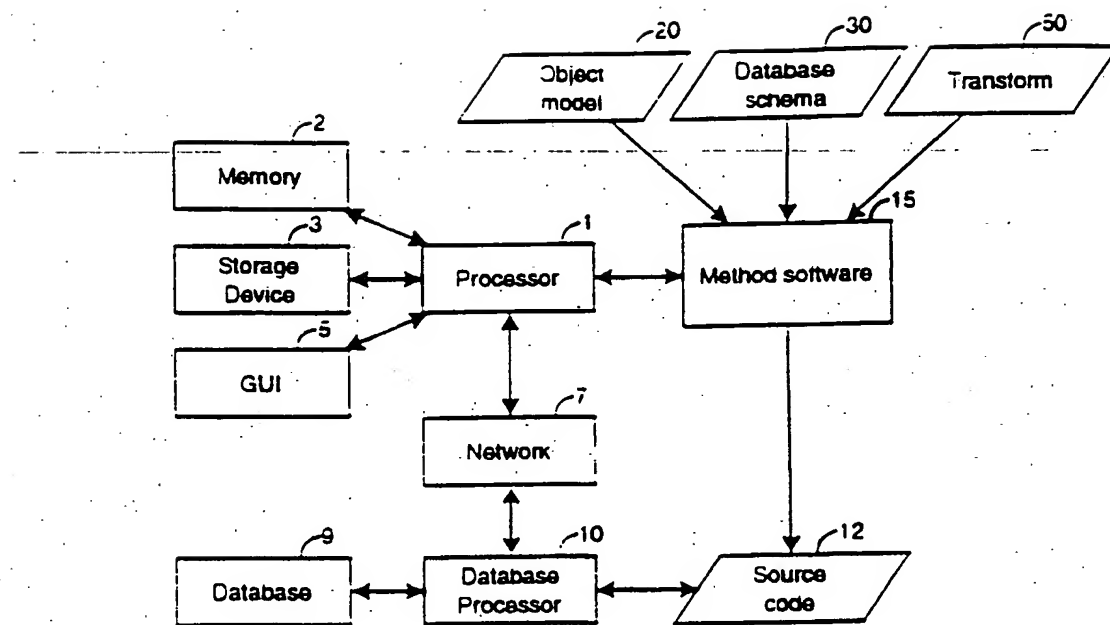 20
30
50
Object
model
Database
schema
Transform
2
Memory
15
3
1
Storage
Device
Processor
Method software
5
GUI
7
Network
9
10
12
Database
Database
Processor
Source
code